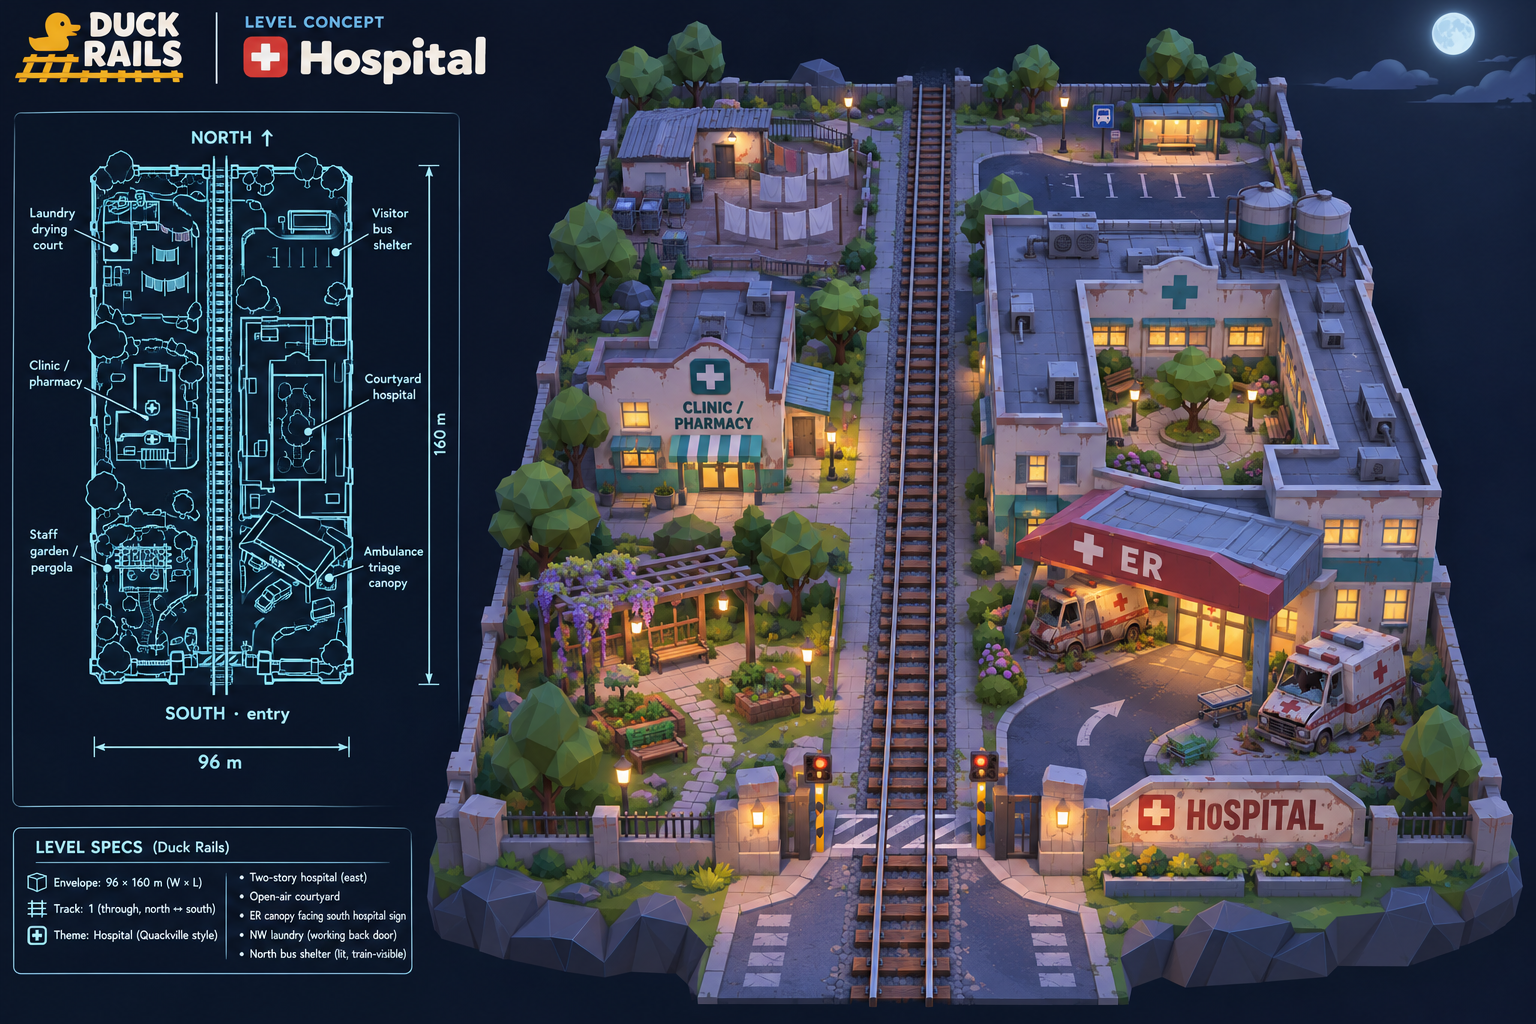 DUCK
RAILS
LEVEL CONCEPT
Hospital
NORTH ↑
Laundry
drying
court
Visitor
bus
shelter
Clinic /
pharmacy
Courtyard
hospital
160 m
Staff
garden /
pergola
Ambulance
triage
canopy
ER
SOUTH · entry
96 m
LEVEL SPECS (Duck Rails)
Envelope: 96 × 160 m (W × L)
Track: 1 (through, north ↔ south)
Theme: Hospital (Quackville style)
• Two-story hospital (east)
• Open-air courtyard
• ER canopy facing south hospital sign
• NW laundry (working back door)
• North bus shelter (lit, train-visible)
CLINIC /
PHARMACY
ER
HoSPITAL